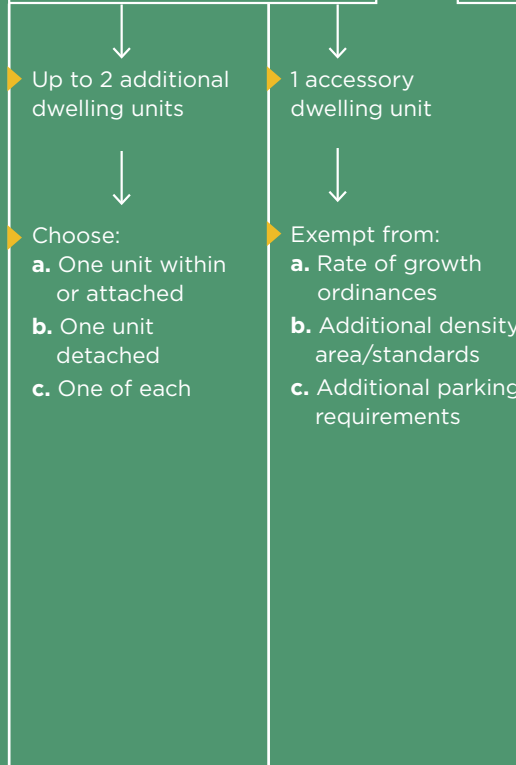 Up to 2 additional
dwelling units
Choose:
a. One unit within
or attached
b. One unit
detached
c. One of each
1 accessory
dwelling unit
Exempt from:
a. Rate of growth
ordinances
b. Additional density
area/standards
c. Additional parking
requirements